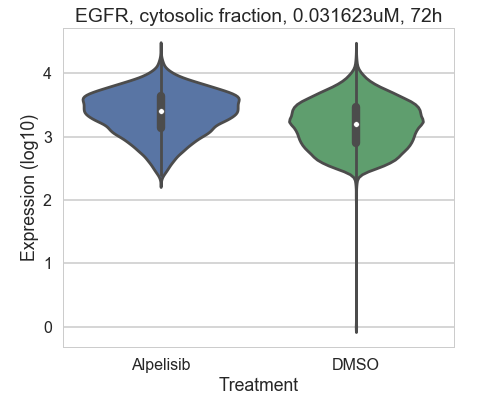 EGFR, cytosolic fraction, 0.031623uM, 72h
Expression (log10)
4
3
2
1
0
Alpelisib DMSO
Treatment